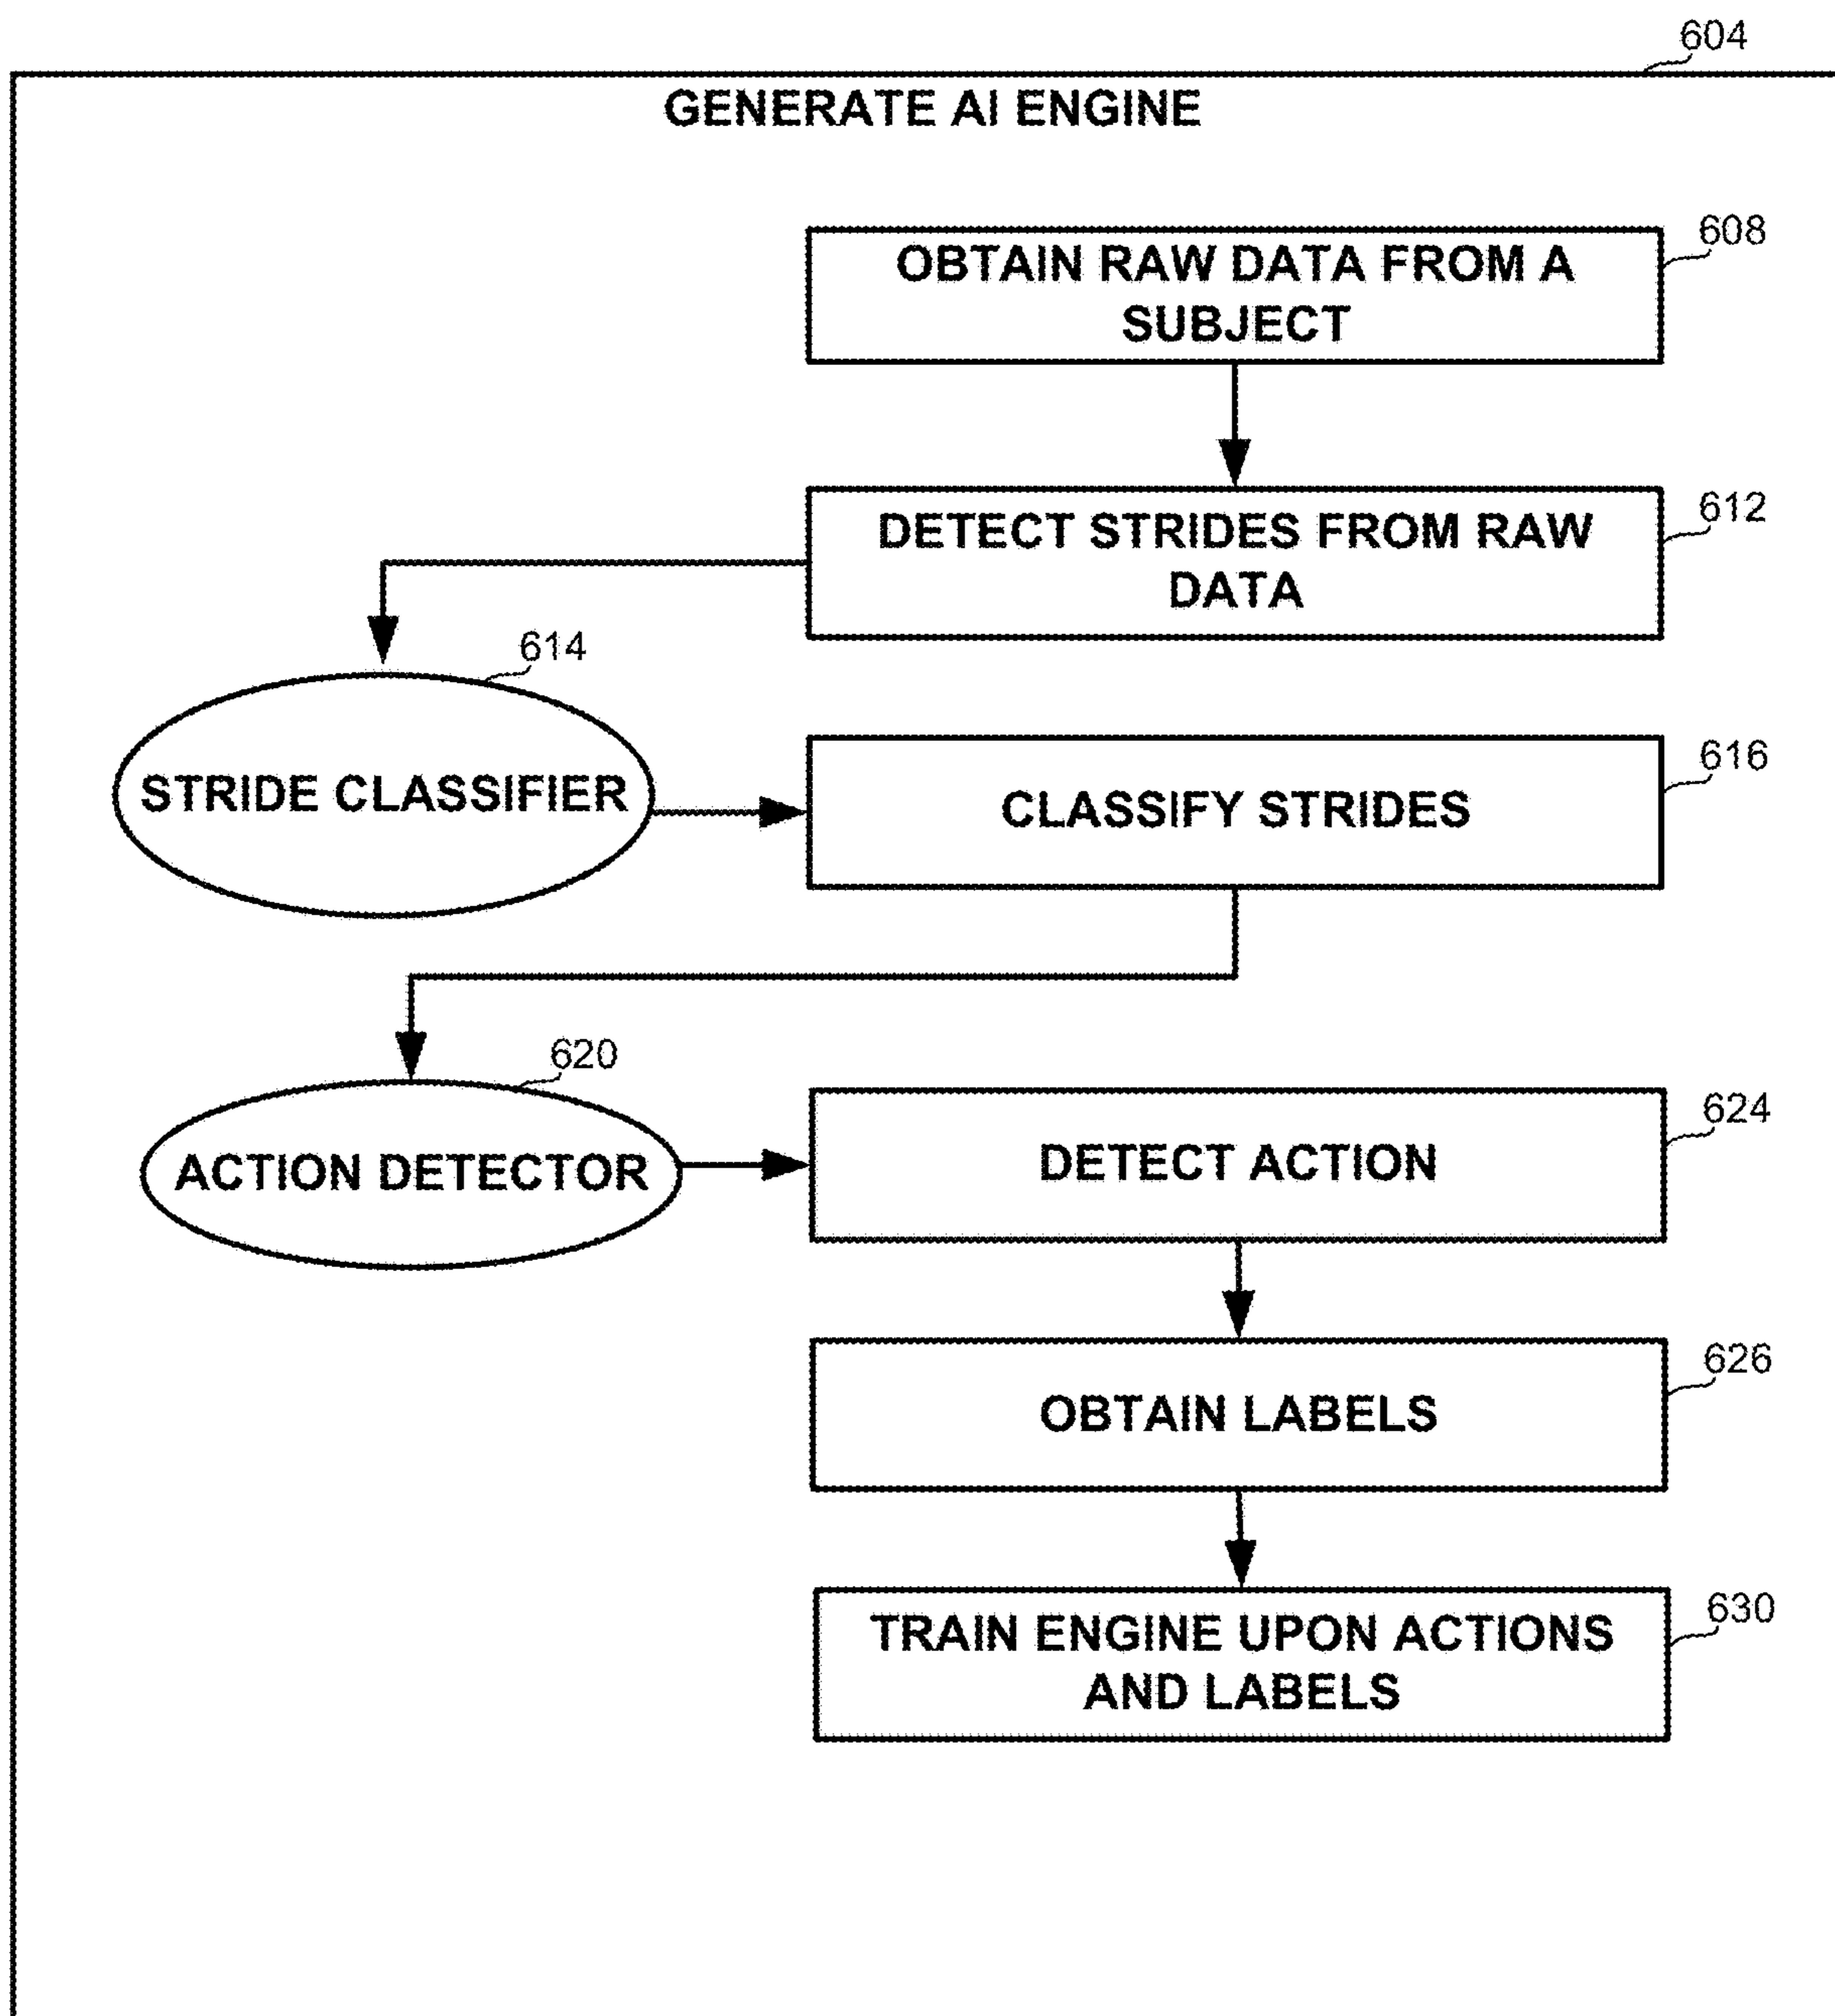 604
GENERATE AI ENGINE
608
OBTAIN RAW DATA FROM A
SUBJECT
612
DETECT STRIDES FROM RAW
DATA
614
STRIDE CLASSIFIER
616
CLASSIFY STRIDES
620
ACTION DETECTOR
624
DETECT ACTION
626
OBTAIN LABELS
630
TRAIN ENGINE UPON ACTIONS
AND LABELS